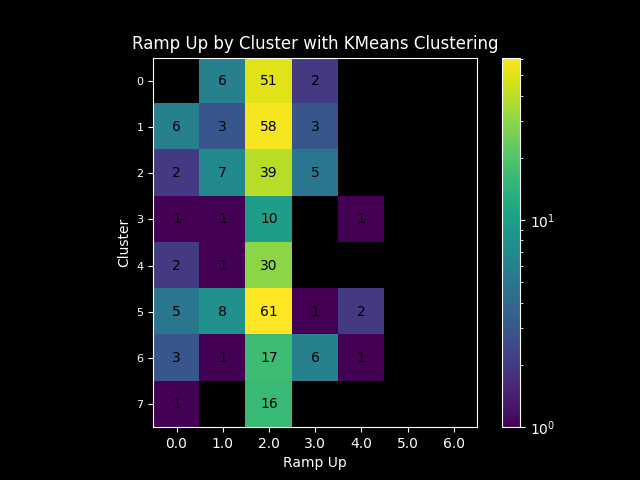 Ramp Up by Cluster with KMeans Clustering
0 6 51 2
1 6 3 58 3
2 2 7 39 5
3 1 1 10 1
4 2 1 30
5 5 8 61 1 2
6 3 1 17 6 1
7 1 16
0.0 1.0 2.0 3.0 4.0 5.0 6.0
Ramp Up
Cluster
10¹
10⁰